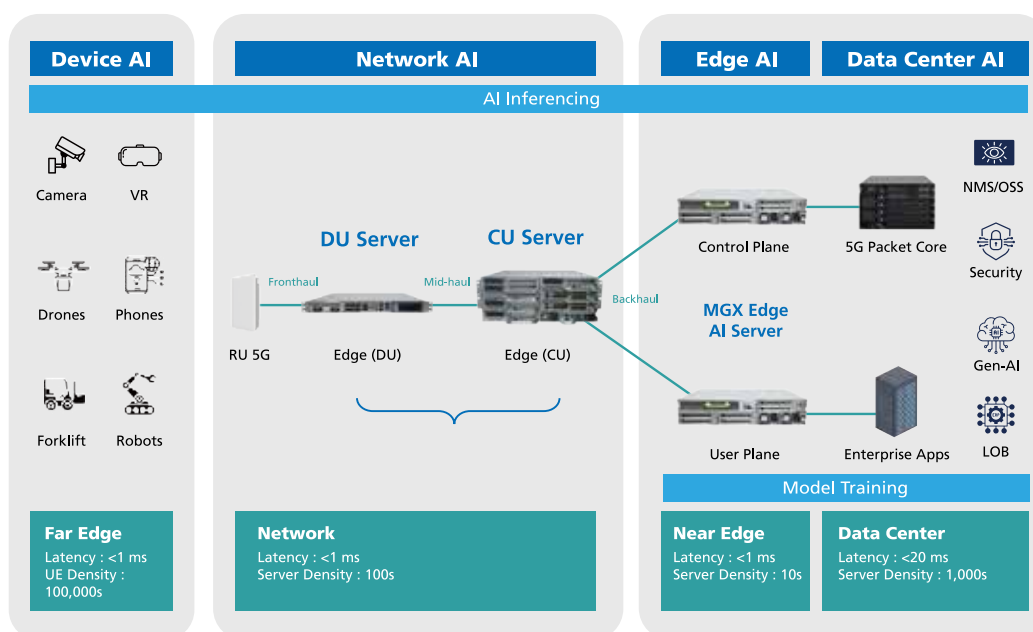 Device AI
Network AI
Edge AI
Data Center AI
AI Inferencing
Camera
VR
Drones
Phones
Forklift
Robots
DU Server
CU Server
Fronthaul
Mid-haul
Backhaul
RU 5G
Edge (DU)
Edge (CU)
Control Plane
5G Packet Core
MGX Edge
AI Server
User Plane
Enterprise Apps
NMS/OSS
Security
Gen-AI
LOB
Model Training
Far Edge
Latency : <1 ms
UE Density :
100,000s
Network
Latency : <1 ms
Server Density : 100s
Near Edge
Latency : <1 ms
Server Density : 10s
Data Center
Latency : <20 ms
Server Density : 1,000s